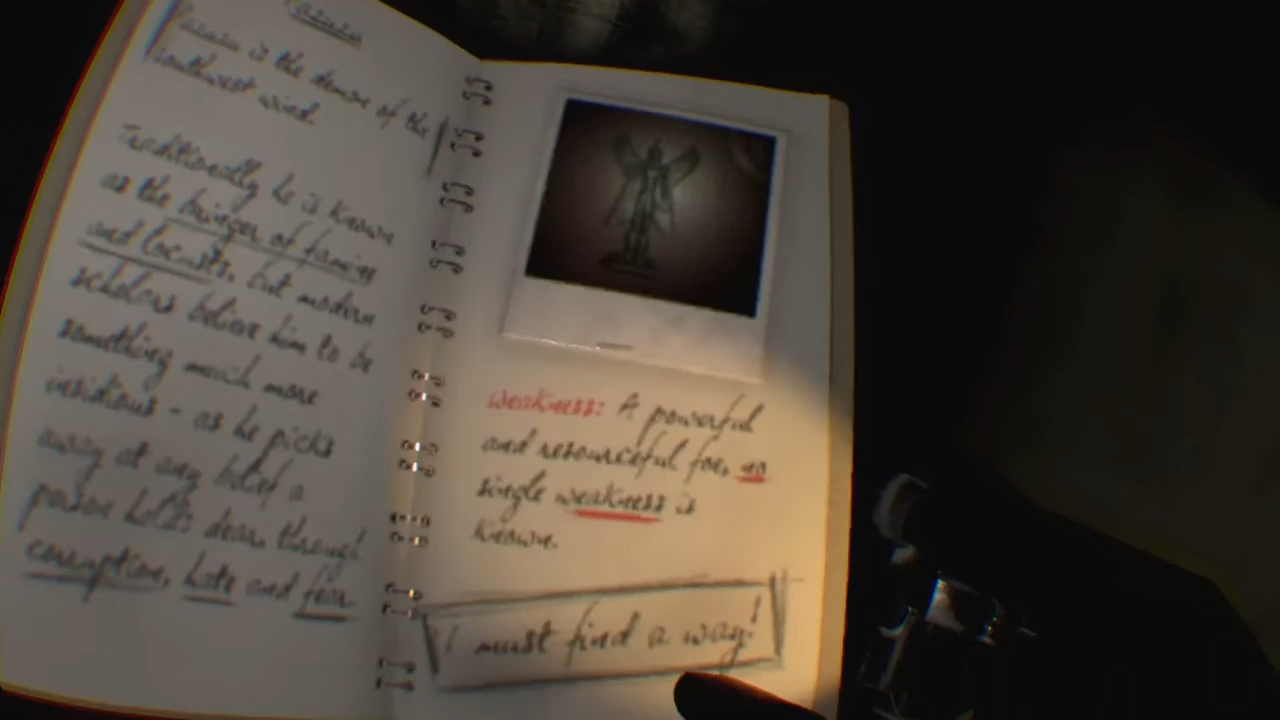 Pazuzu
Pazuzu is the demon of the
southwest wind.
Traditionally he is known
as the bringer of famine
and locusts, but modern
scholars believe him to be
something much more
insidious - as he picks
away at any belief a
person holds dear, through
corruption, hate and fear
weakness: A powerful
and resourceful foe, no
single weakness is
known.
I must find a way!